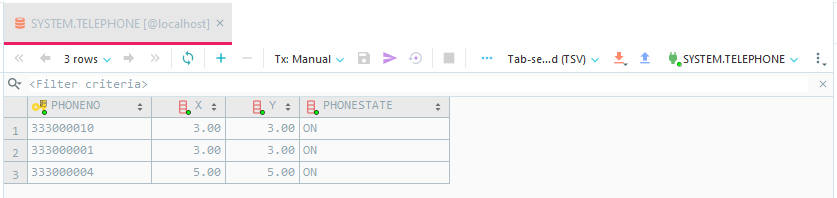 SYSTEM.TELEPHONE [@localhost]
3 rows Tx: Manual Tab-se...d (TSV) SYSTEM.TELEPHONE
<Filter criteria>
PHONENO X Y PHONESTATE
1 333000010 3.00 3.00 ON
2 333000001 3.00 3.00 ON
3 333000004 5.00 5.00 ON